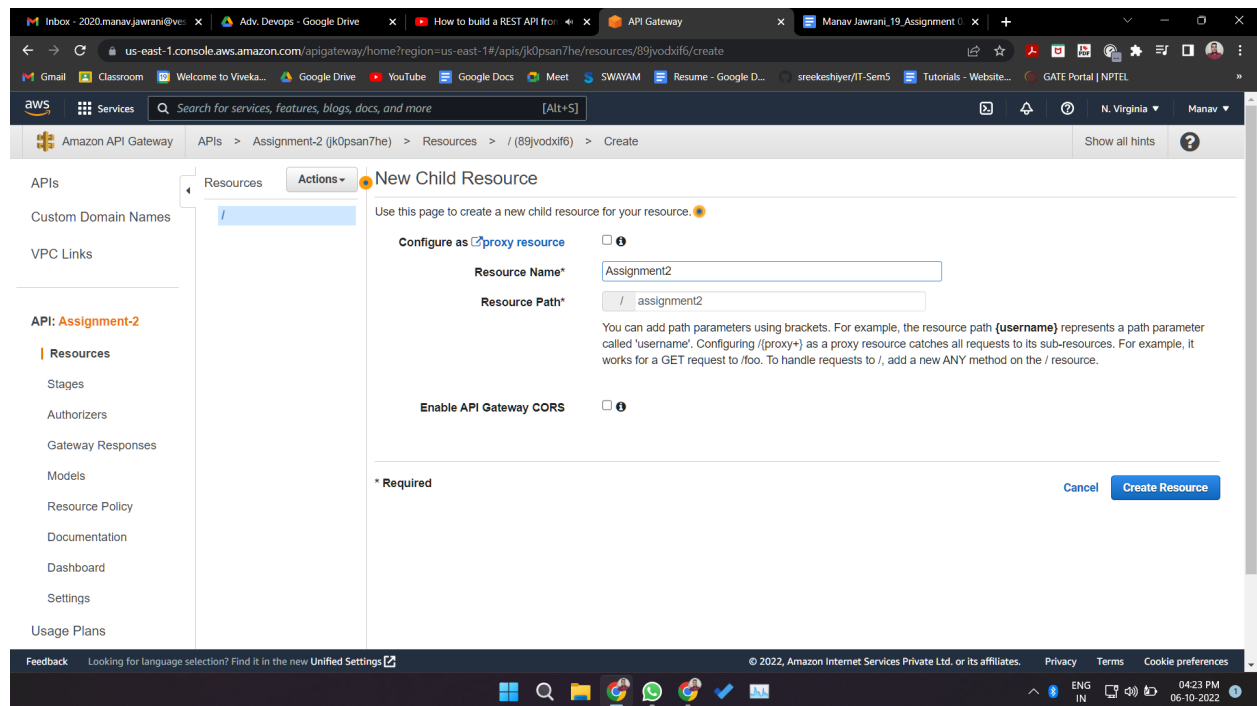 Inbox - 2020.manav.jawrani@ves
Adv. Devops - Google Drive
How to build a REST API fron
API Gateway
Manav Jawrani_19_Assignment 0
us-east-1.console.aws.amazon.com/apigateway/home?region=us-east-1#/apis/jk0psan7he/resources/89jvodxif6/create
Gmail Classroom Welcome to Viveka... Google Drive YouTube Google Docs Meet SWAYAM Resume - Google D... sreekeshiyer/IT-Sem5 Tutorials - Website... GATE Portal | NPTEL »
aws Services Search for services, features, blogs, docs, and more [Alt+S] N. Virginia ▼ Manav ▼
Amazon API Gateway APIs > Assignment-2 (jk0psan7he) > Resources > / (89jvodxif6) > Create Show all hints
APIs
Custom Domain Names
VPC Links
API: Assignment-2
Resources
Stages
Authorizers
Gateway Responses
Models
Resource Policy
Documentation
Dashboard
Settings
Usage Plans
Resources Actions
/
New Child Resource
Use this page to create a new child resource for your resource.
Configure as proxy resource
Resource Name* Assignment2
Resource Path* / assignment2
You can add path parameters using brackets. For example, the resource path {username} represents a path parameter
called 'username'. Configuring /{proxy+} as a proxy resource catches all requests to its sub-resources. For example, it
works for a GET request to /foo. To handle requests to /, add a new ANY method on the / resource.
Enable API Gateway CORS
* Required
Cancel Create Resource
Feedback Looking for language selection? Find it in the new Unified Settings © 2022, Amazon Internet Services Private Ltd. or its affiliates. Privacy Terms Cookie preferences
ENG
IN
04:23 PM
06-10-2022
1